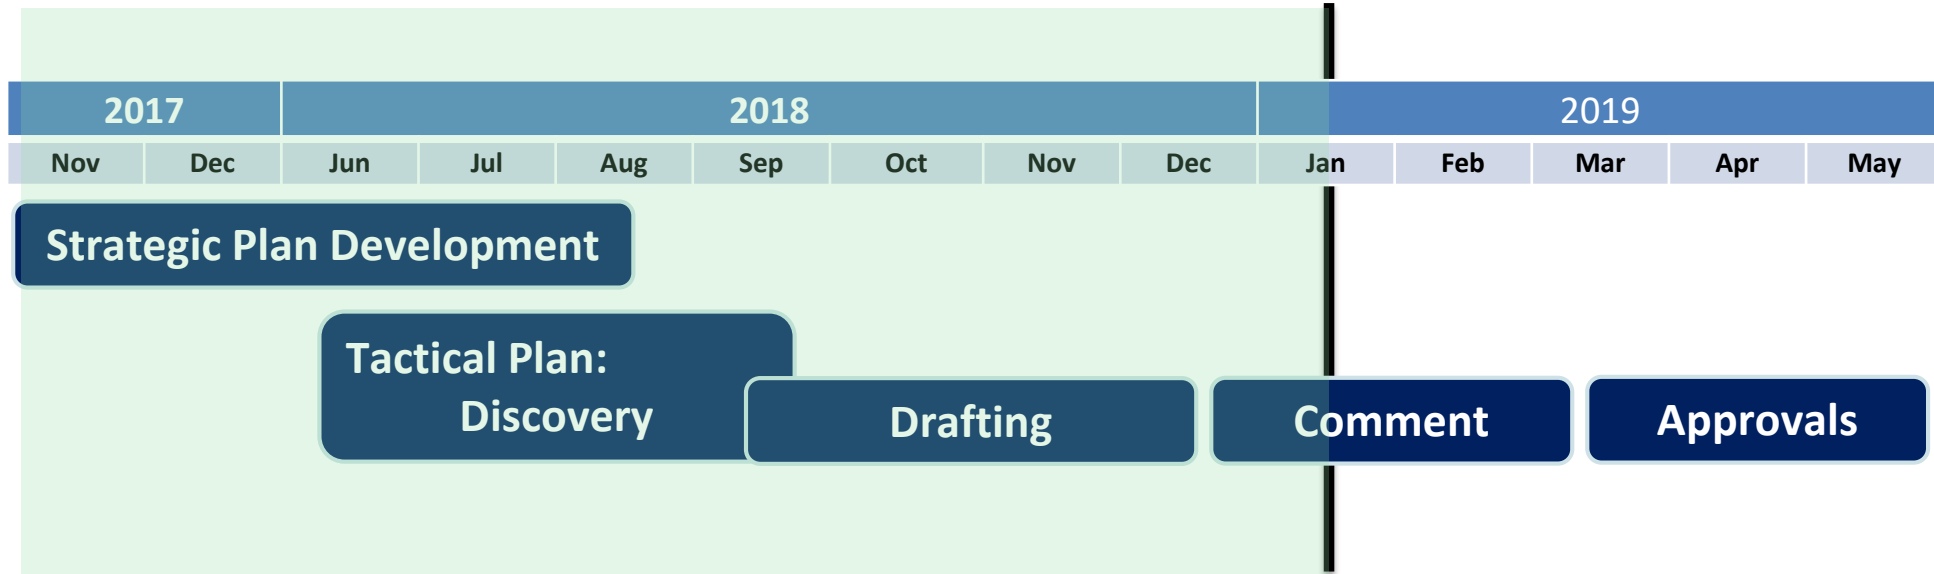 2017 2018 2019
Nov Dec Jun Jul Aug Sep Oct Nov Dec Jan Feb Mar Apr May
Strategic Plan Development
Tactical Plan:
Discovery
Drafting
Comment
Approvals